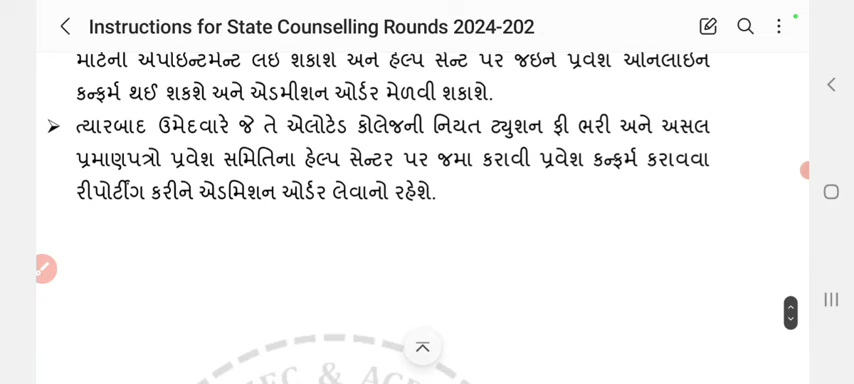 Instructions for State Counselling Rounds 2024-202
માટેની અપોઇન્ટમેન્ટ લઇ શકાશે અને હેલ્પ સેન્ટ પર જઇને પ્રવેશ ઓનલાઇન
કન્ફર્મ થઈ શકશે અને એડમીશન ઓર્ડર મેળવી શકાશે.
➢ ત્યારબાદ ઉમેદવારે જે તે એલોટેડ કોલેજની નિયત ટ્યુશન ફી ભરી અને અસલ
પ્રમાણપત્રો પ્રવેશ સમિતિના હેલ્પ સેન્ટર પર જમા કરાવી પ્રવેશ કન્ફર્મ કરાવવા
રીપોર્ટીંગ કરીને એડમિશન ઓર્ડર લેવાનો રહેશે.